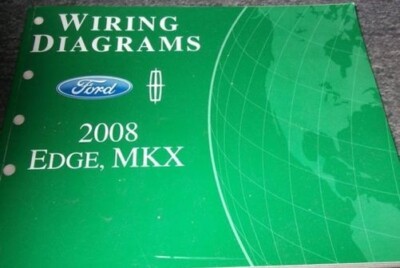 WIRING
DIAGRAMS
Ford
2008
EDGE, MKX